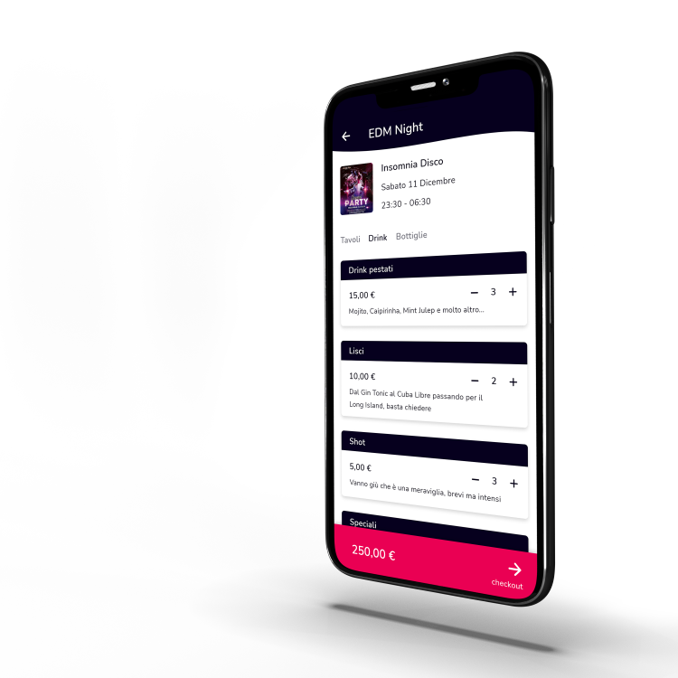 EDM Night
Insomnia Disco
Sabato 11 Dicembre
23:30 - 06:30
PARTY
Tavoli Drink Bottiglie
Drink pestati
15,00 €
3
Mojito, Caipirinha, Mint Julep e molto altro...
Lisci
10,00 €
2
Dal Gin Tonic al Cuba Libre passando per il
Long Island, basta chiedere
Shot
5,00 €
3
Vanno giù che è una meraviglia, brevi ma intensi
Speciali
250,00 €
checkout